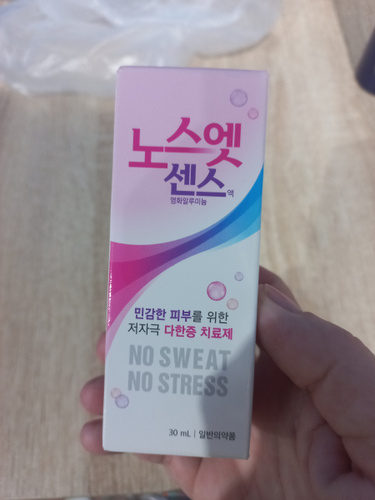 노스엣
센스액
염화알루미늄
민감한 피부를 위한
저자극 다한증 치료제
NO SWEAT
NO STRESS
30 mL | 일반의약품